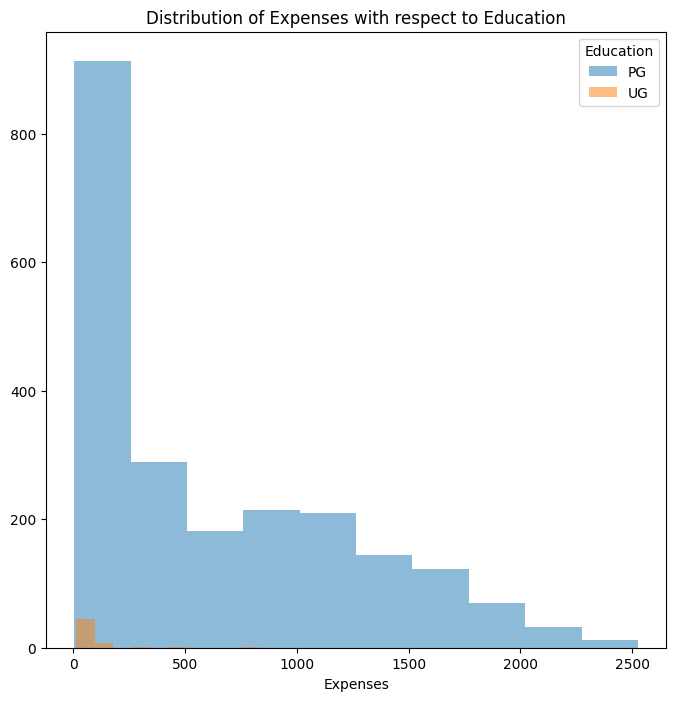 Distribution of Expenses with respect to Education
Education
PG
UG
800
600
400
200
0
0 500 1000 1500 2000 2500
Expenses